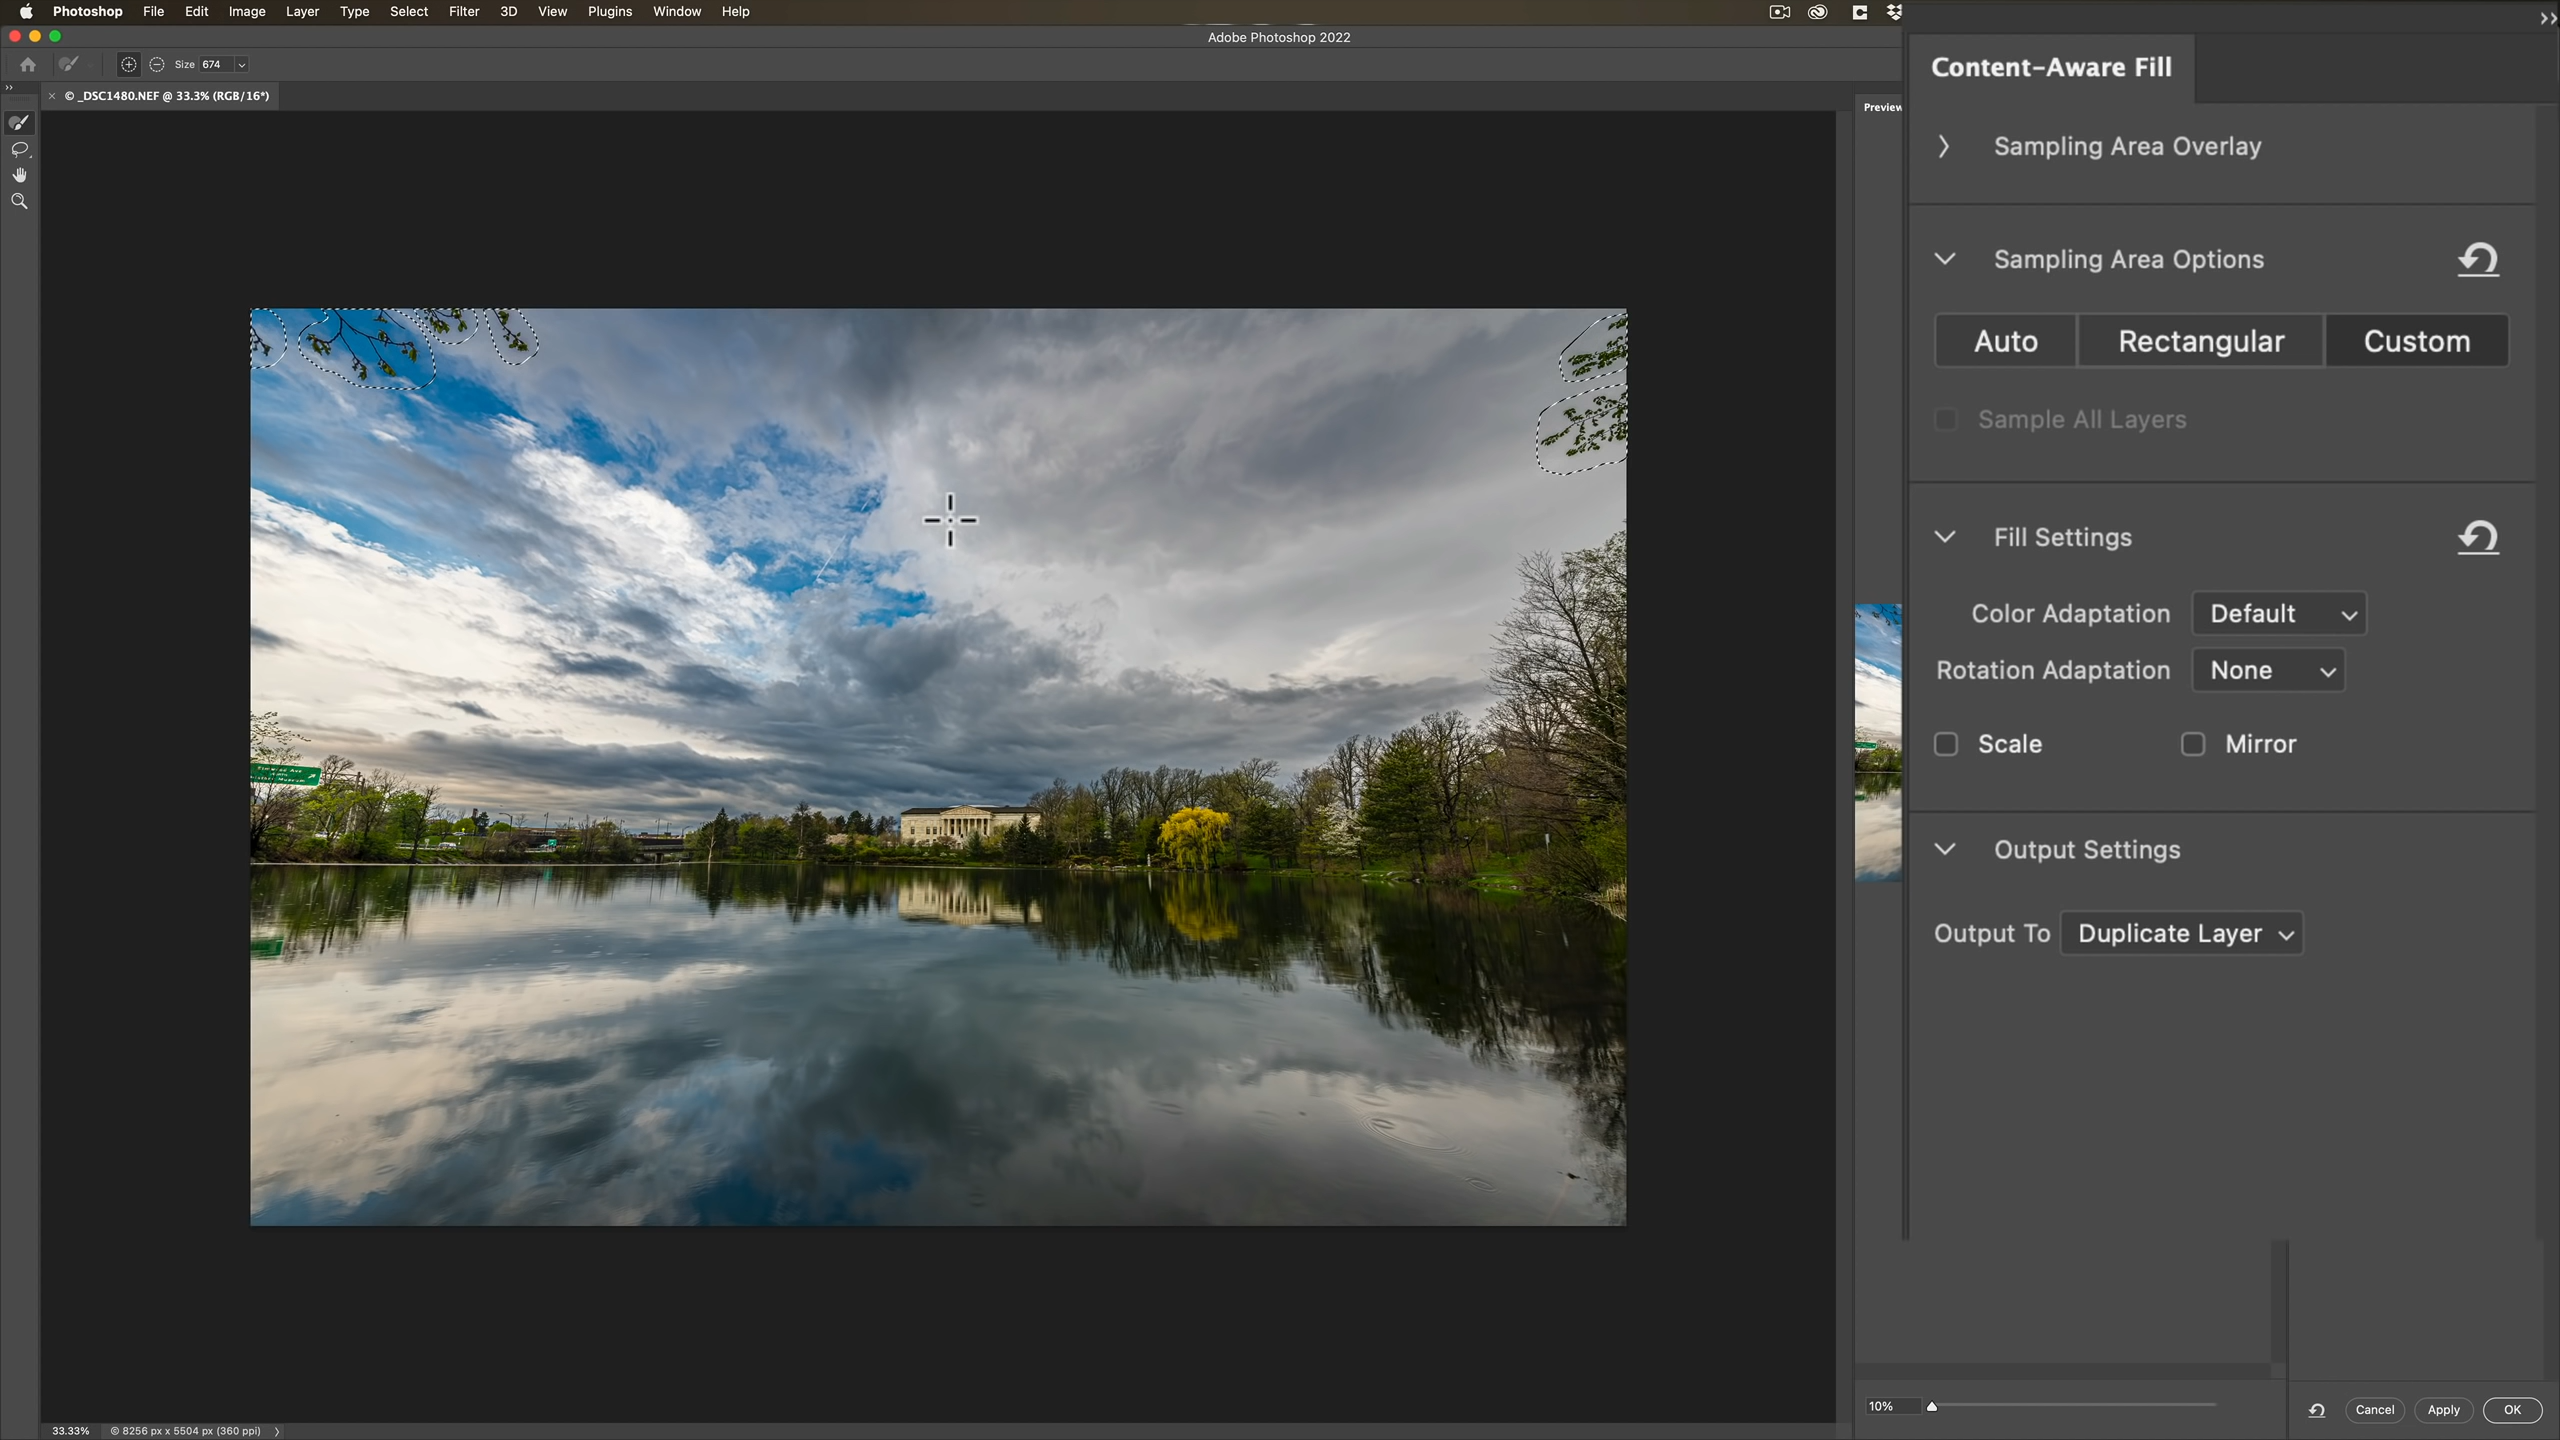 Photoshop File Edit Image Layer Type Select Filter 3D View Plugins Window Help
Adobe Photoshop 2022
Size 674
© _DSC1480.NEF @ 33.3% (RGB/16*)
Preview
Content-Aware Fill
Sampling Area Overlay
Sampling Area Options
Auto Rectangular Custom
Sample All Layers
Fill Settings
Color Adaptation Default
Rotation Adaptation None
Scale Mirror
Output Settings
Output To Duplicate Layer
10%
Cancel Apply OK
33.33% © 8256 px x 5504 px (360 ppi)